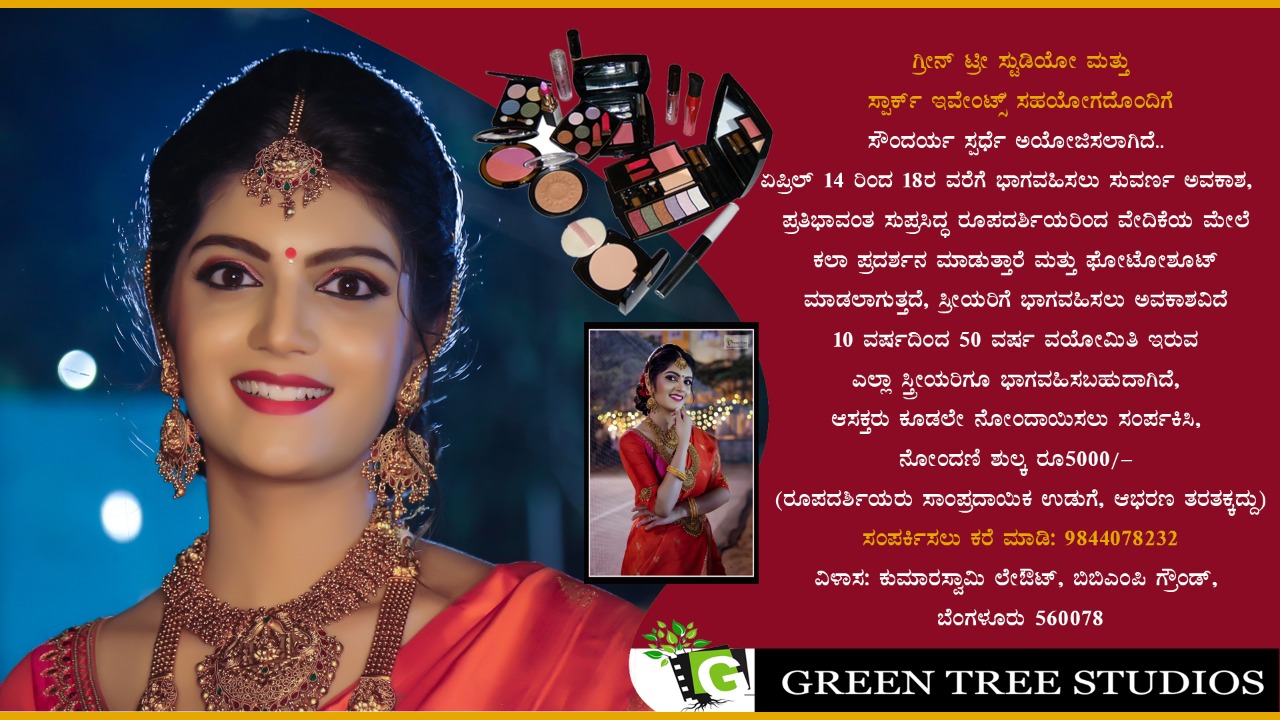 ಗ್ರೀನ್ ಟ್ರೀ ಸ್ಟುಡಿಯೋ ಮತ್ತು
ಸ್ಪಾರ್ಕ್ ಇವೇಂಟ್ಸ್ ಸಹಯೋಗದೊಂದಿಗೆ
ಸೌಂದರ್ಯ ಸ್ಪರ್ಧೆ ಅಯೋಜಿಸಲಾಗಿದೆ..
ಏಪ್ರಿಲ್ 14 ರಿಂದ 18ರ ವರೆಗೆ ಭಾಗವಹಿಸಲು ಸುವರ್ಣ ಅವಕಾಶ,
ಪ್ರತಿಭಾವಂತ ಸುಪ್ರಸಿದ್ಧ ರೂಪದರ್ಶಿಯರಿಂದ ವೇದಿಕೆಯ ಮೇಲೆ
ಕಲಾ ಪ್ರದರ್ಶನ ಮಾಡುತ್ತಾರೆ ಮತ್ತು ಫೋಟೋಶೂಟ್
ಮಾಡಲಾಗುತ್ತದೆ, ಸ್ರೀಯರಿಗೆ ಭಾಗವಹಿಸಲು ಅವಕಾಶವಿದೆ
10 ವರ್ಷದಿಂದ 50 ವರ್ಷ ವಯೋಮಿತಿ ಇರುವ
ಎಲ್ಲಾ ಸ್ತ್ರೀಯರಿಗೂ ಭಾಗವಹಿಸಬಹುದಾಗಿದೆ,
ಆಸಕ್ತರು ಕೂಡಲೇ ನೋಂದಾಯಿಸಲು ಸಂಪರ್ಕಿಸಿ,
ನೋಂದಣಿ ಶುಲ್ಕ ರೂ5000/-
(ರೂಪದರ್ಶಿಯರು ಸಾಂಪ್ರದಾಯಿಕ ಉಡುಗೆ, ಆಭರಣ ತರತಕ್ಕದ್ದು)
ಸಂಪರ್ಕಿಸಲು ಕರೆ ಮಾಡಿ: 9844078232
ವಿಳಾಸ: ಕುಮಾರಸ್ವಾಮಿ ಲೇಔಟ್, ಬಿಬಿಎಂಪಿ ಗ್ರೌಂಡ್,
ಬೆಂಗಳೂರು 560078
G
GREEN TREE STUDIOS